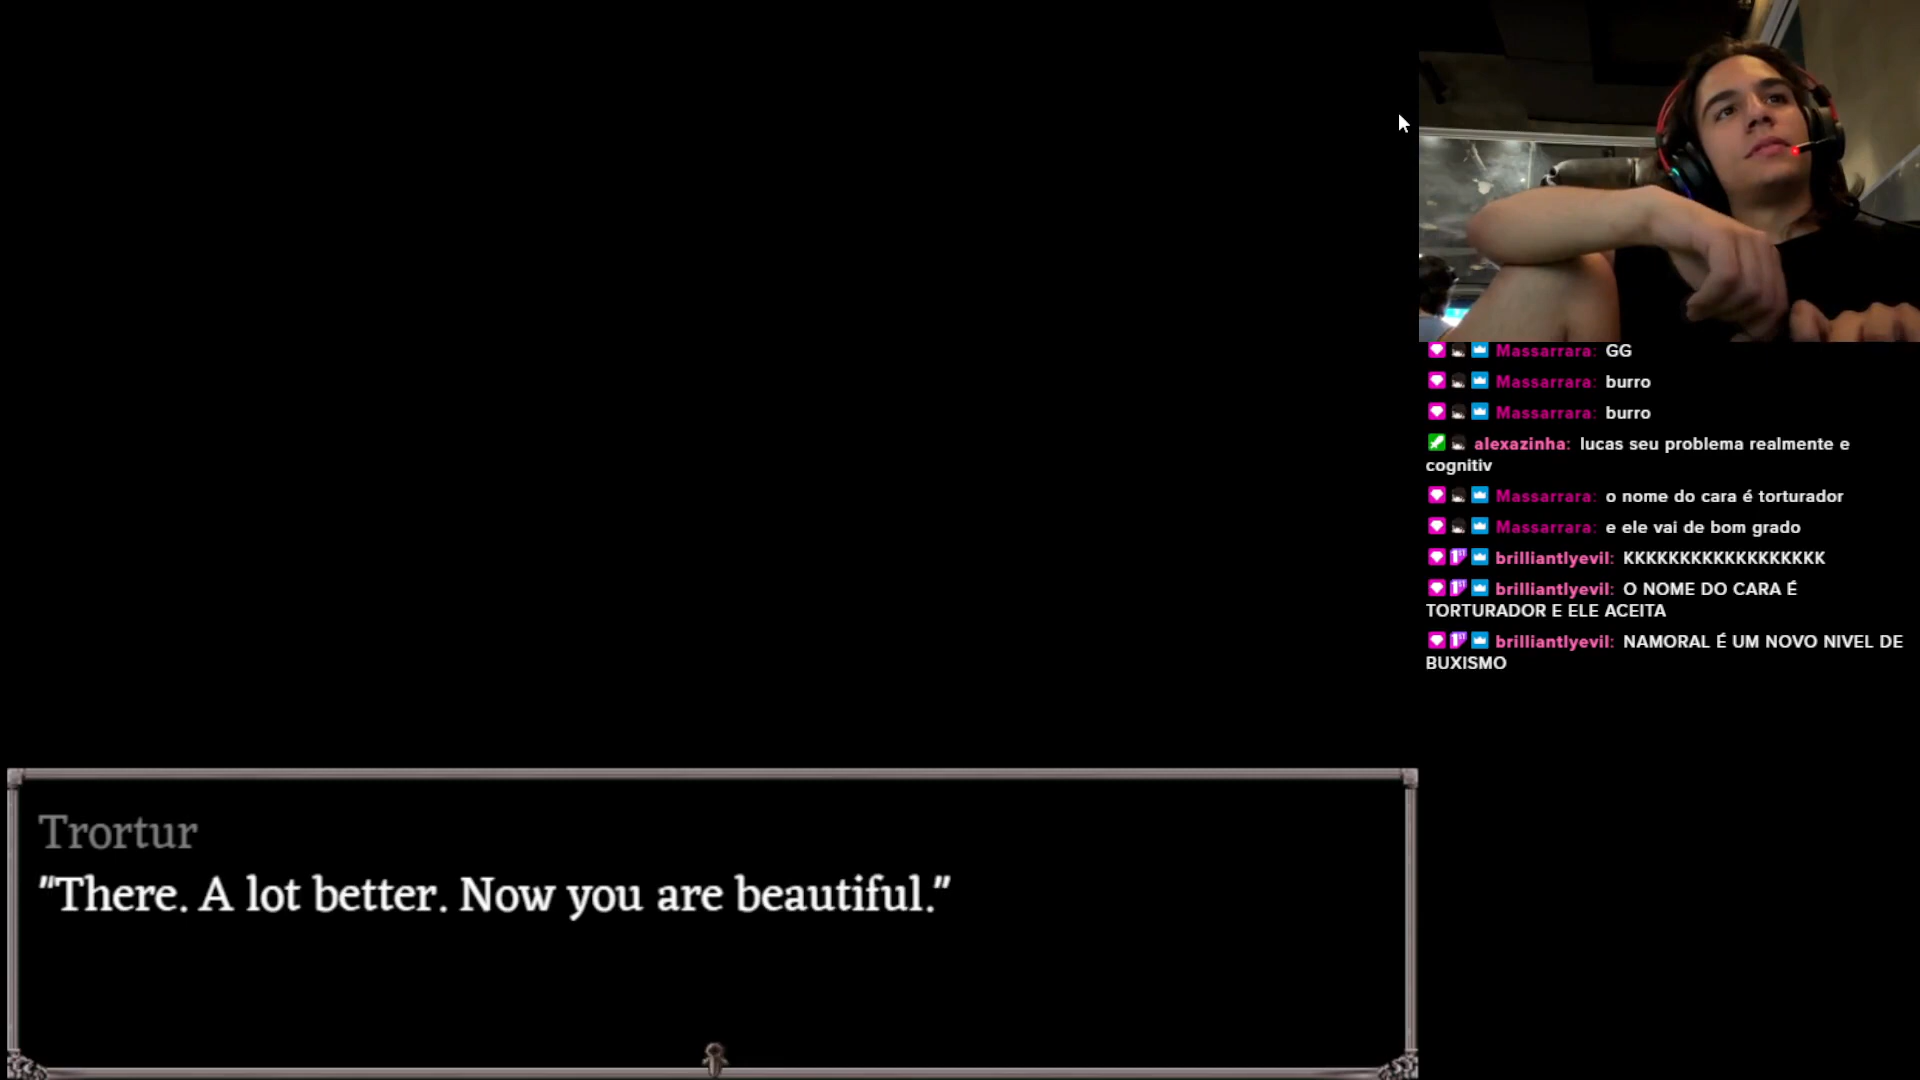 Massarrara: GG
Massarrara: burro
Massarrara: burro
alexazinha: lucas seu problema realmente e
cognitiv
Massarrara: o nome do cara é torturador
Massarrara: e ele vai de bom grado
brilliantlyevil: KKKKKKKKKKKKKKKKKK
brilliantlyevil: O NOME DO CARA É
TORTURADOR E ELE ACEITA
brilliantlyevil: NAMORAL É UM NOVO NIVEL DE
BUXISMO
Trortur
"There. A lot better. Now you are beautiful."